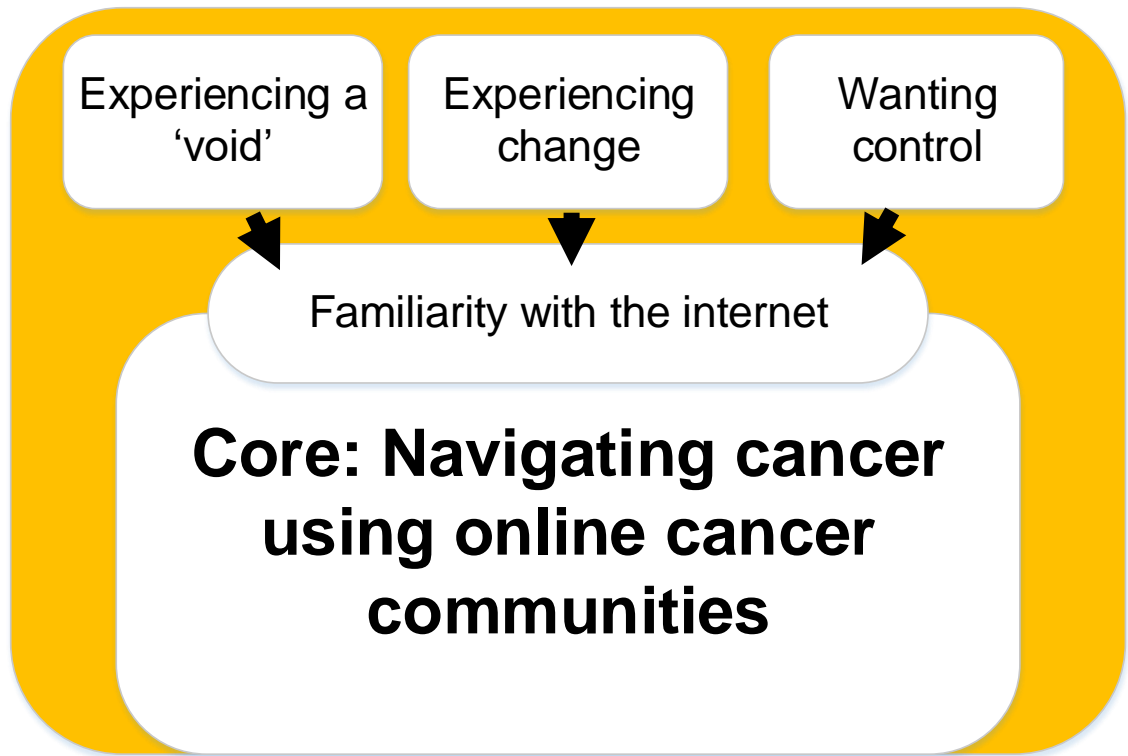 Experiencing a
‘void’
Experiencing
change
Wanting
control
Familiarity with the internet
Core: Navigating cancer
using online cancer
communities